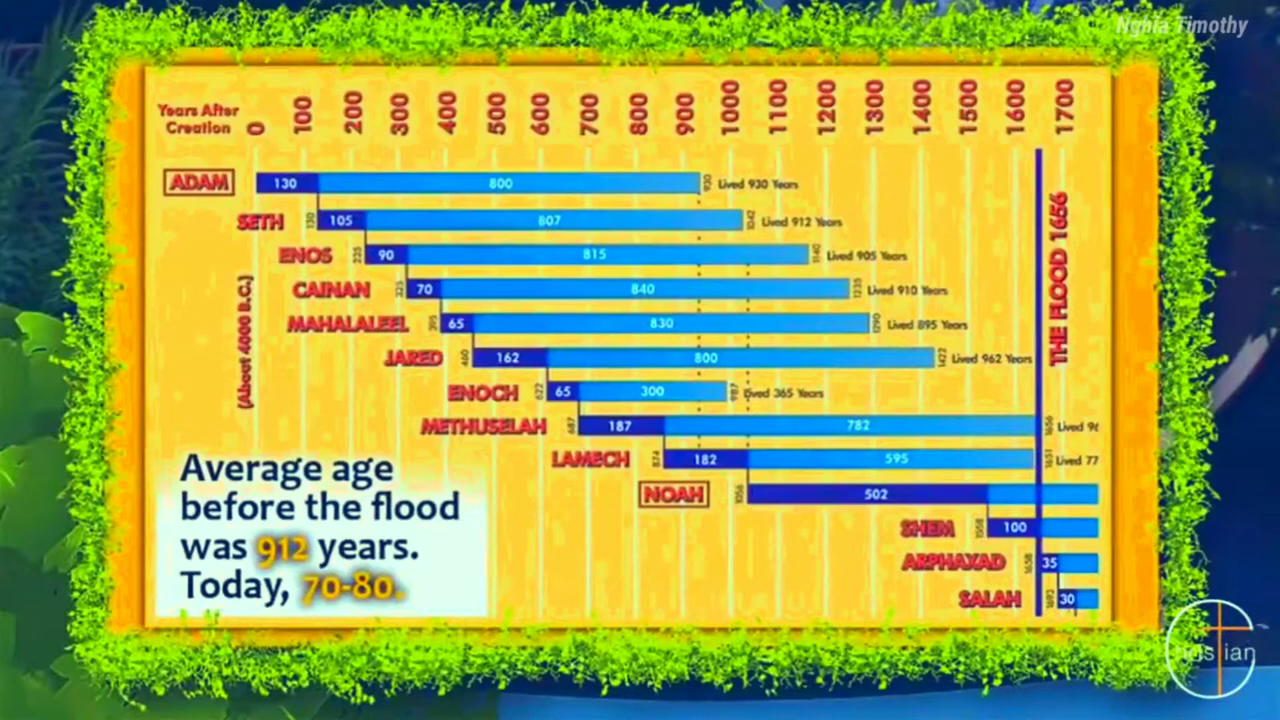 Nghia Timothy
Years After
Creation
0 100 200 300 400 500 600 700 800 900 1000 1100 1200 1300 1400 1500 1600 1700
ADAM 130 800 930 Lived 930 Years
SETH 130 105 807 1042 Lived 912 Years
ENOS 235 90 815 1140 Lived 905 Years
CAINAN 325 70 840 1235 Lived 910 Years
MAHALALEEL 395 65 830 1290 Lived 895 Years
JARED 460 162 800 1422 Lived 962 Years
ENOCH 622 65 300 987 Lived 365 Years
METHUSELAH 687 187 782 1656 Lived 96
LAMECH 874 182 595 1651 Lived 77
NOAH 1056 502
SHEM 1558 100
ARPHAXAD 1658 35
SALAH 1693 30
(About 4000 B.C.)
THE FLOOD 1656
Average age
before the flood
was 912 years.
Today, 70-80.
christian